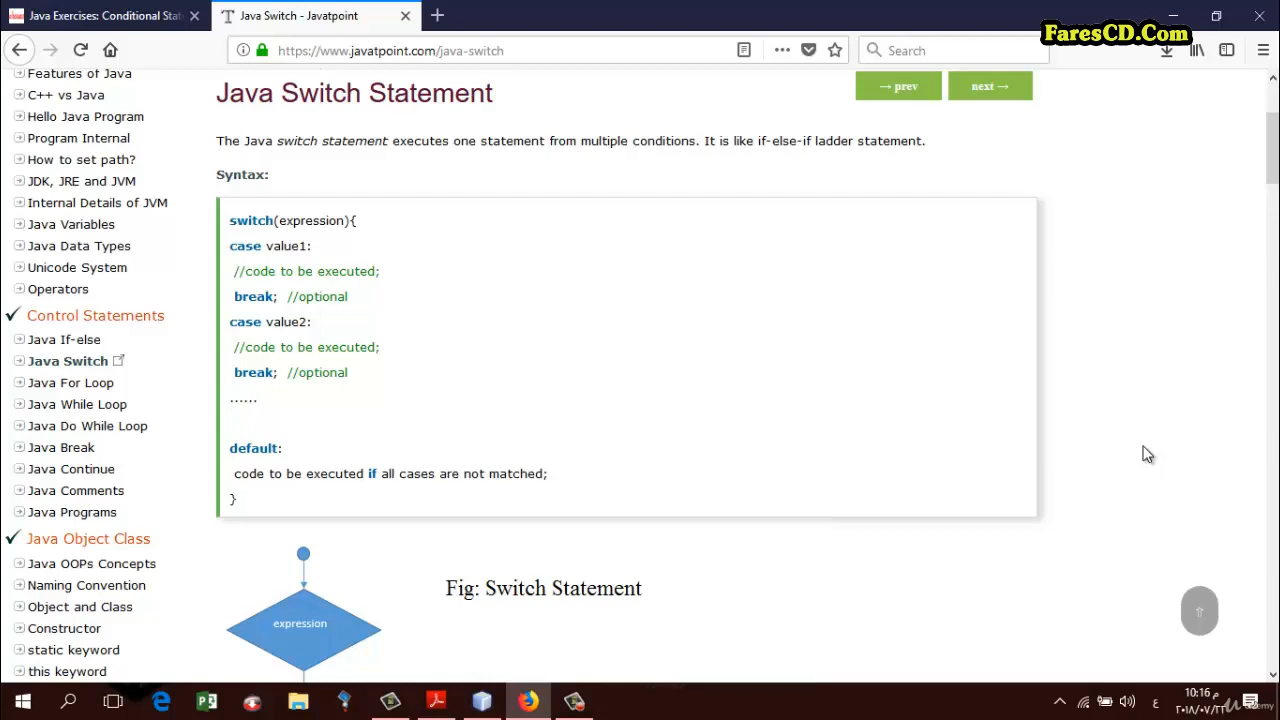 Java Exercises: Conditional Stat
Java Switch - Javatpoint
FaresCD.Com
https://www.javatpoint.com/java-switch
Search
Features of Java
C++ vs Java
Hello Java Program
Program Internal
How to set path?
JDK, JRE and JVM
Internal Details of JVM
Java Variables
Java Data Types
Unicode System
Operators
Control Statements
Java If-else
Java Switch
Java For Loop
Java While Loop
Java Do While Loop
Java Break
Java Continue
Java Comments
Java Programs
Java Object Class
Java OOPs Concepts
Naming Convention
Object and Class
Constructor
static keyword
this keyword
Java Switch Statement
→ prev
next →
The Java switch statement executes one statement from multiple conditions. It is like if-else-if ladder statement.
Syntax:
switch(expression){
case value1:
//code to be executed;
break; //optional
case value2:
//code to be executed;
break; //optional
......
default:
code to be executed if all cases are not matched;
}
expression
Fig: Switch Statement
ع
10:16 م
Udemy